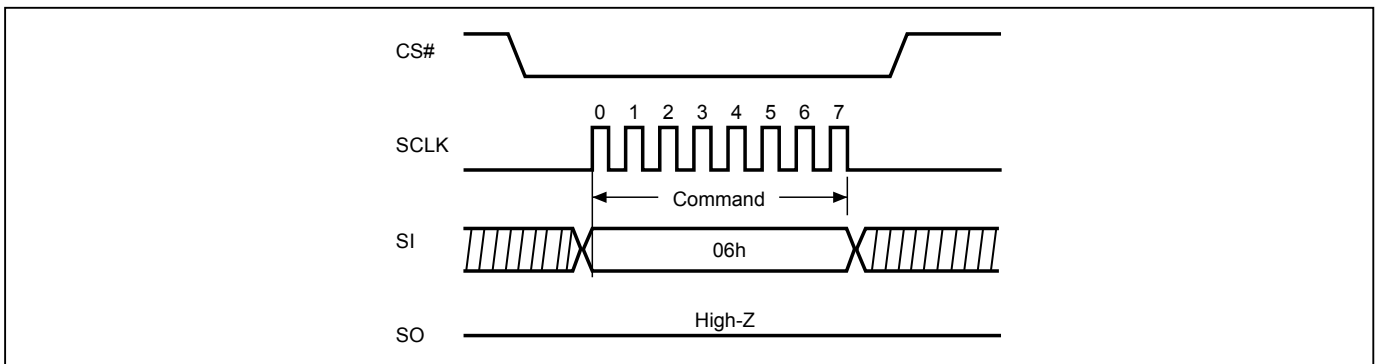 CS#
0 1 2 3 4 5 6 7
SCLK
Command
SI
06h
High-Z
SO